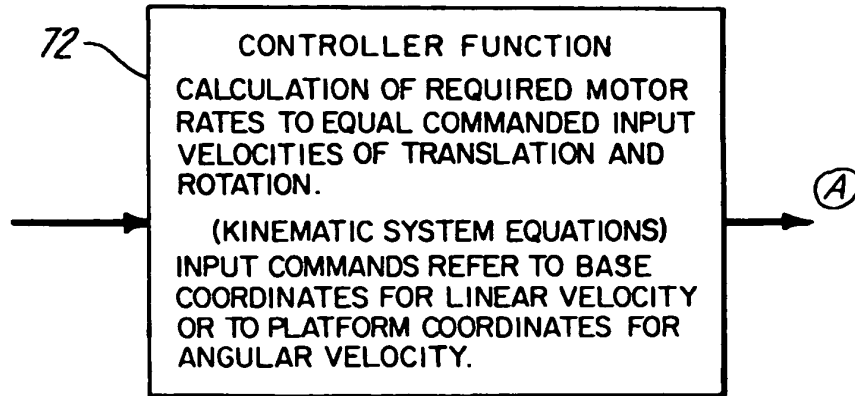 72
CONTROLLER FUNCTION
CALCULATION OF REQUIRED MOTOR
RATES TO EQUAL COMMANDED INPUT
VELOCITIES OF TRANSLATION AND
ROTATION.
(KINEMATIC SYSTEM EQUATIONS)
INPUT COMMANDS REFER TO BASE
COORDINATES FOR LINEAR VELOCITY
OR TO PLATFORM COORDINATES FOR
ANGULAR VELOCITY.
A